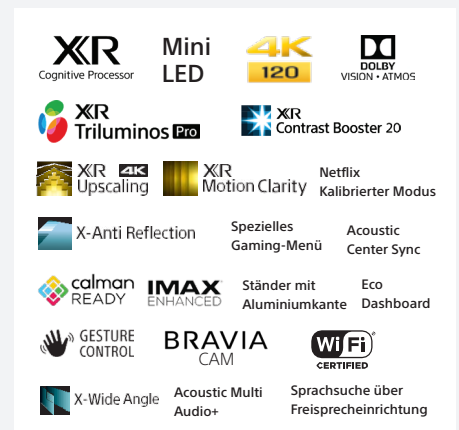 XR
Cognitive Processor
Mini
LED
4K
120
DOLBY
VISION • ATMOS
XR
Triluminos Pro
XR
Contrast Booster 20
XR 4K
Upscaling
XR
Motion Clarity
Netflix
Kalibrierter Modus
X-Anti Reflection
Spezielles
Gaming-Menü
Acoustic
Center Sync
calman
READY
IMAX
ENHANCED
Ständer mit
Aluminiumkante
Eco
Dashboard
GESTURE
CONTROL
BRAVIA
CAM
Wi Fi
CERTIFIED
X-Wide Angle
Acoustic Multi
Audio+
Sprachsuche über
Freisprecheinrichtung